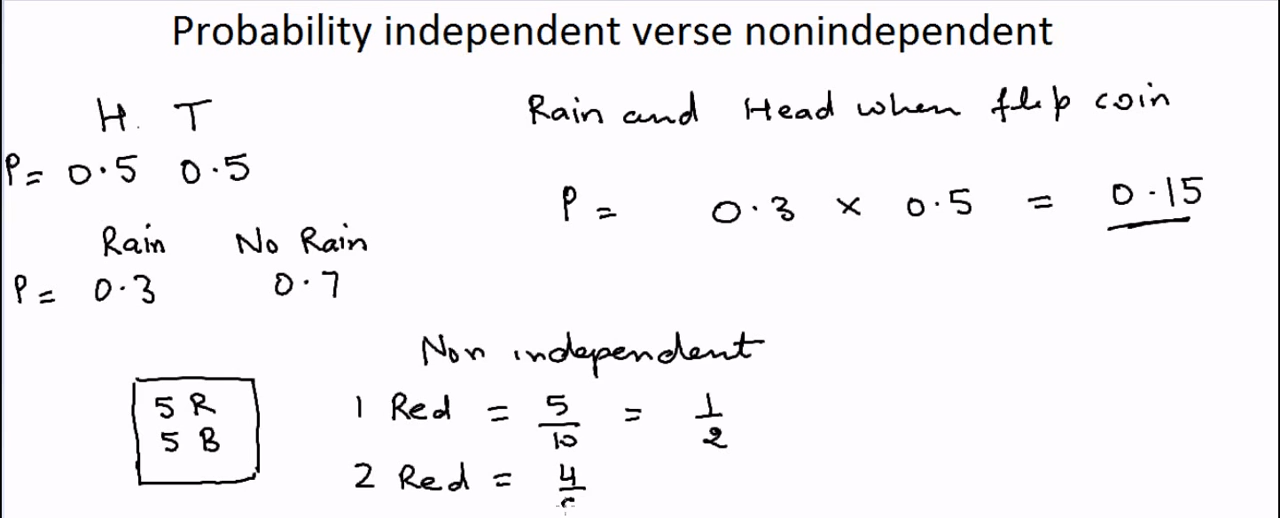 Probability independent verse nonindependent
H. T
P = 0.5 0.5
Rain No Rain
P = 0.3 0.7
Rain and Head when flip coin
P = 0.3 × 0.5 = 0.15
Non independent
5 R
5 B
1 Red = 5/10 = 1/2
2 Red = 4/